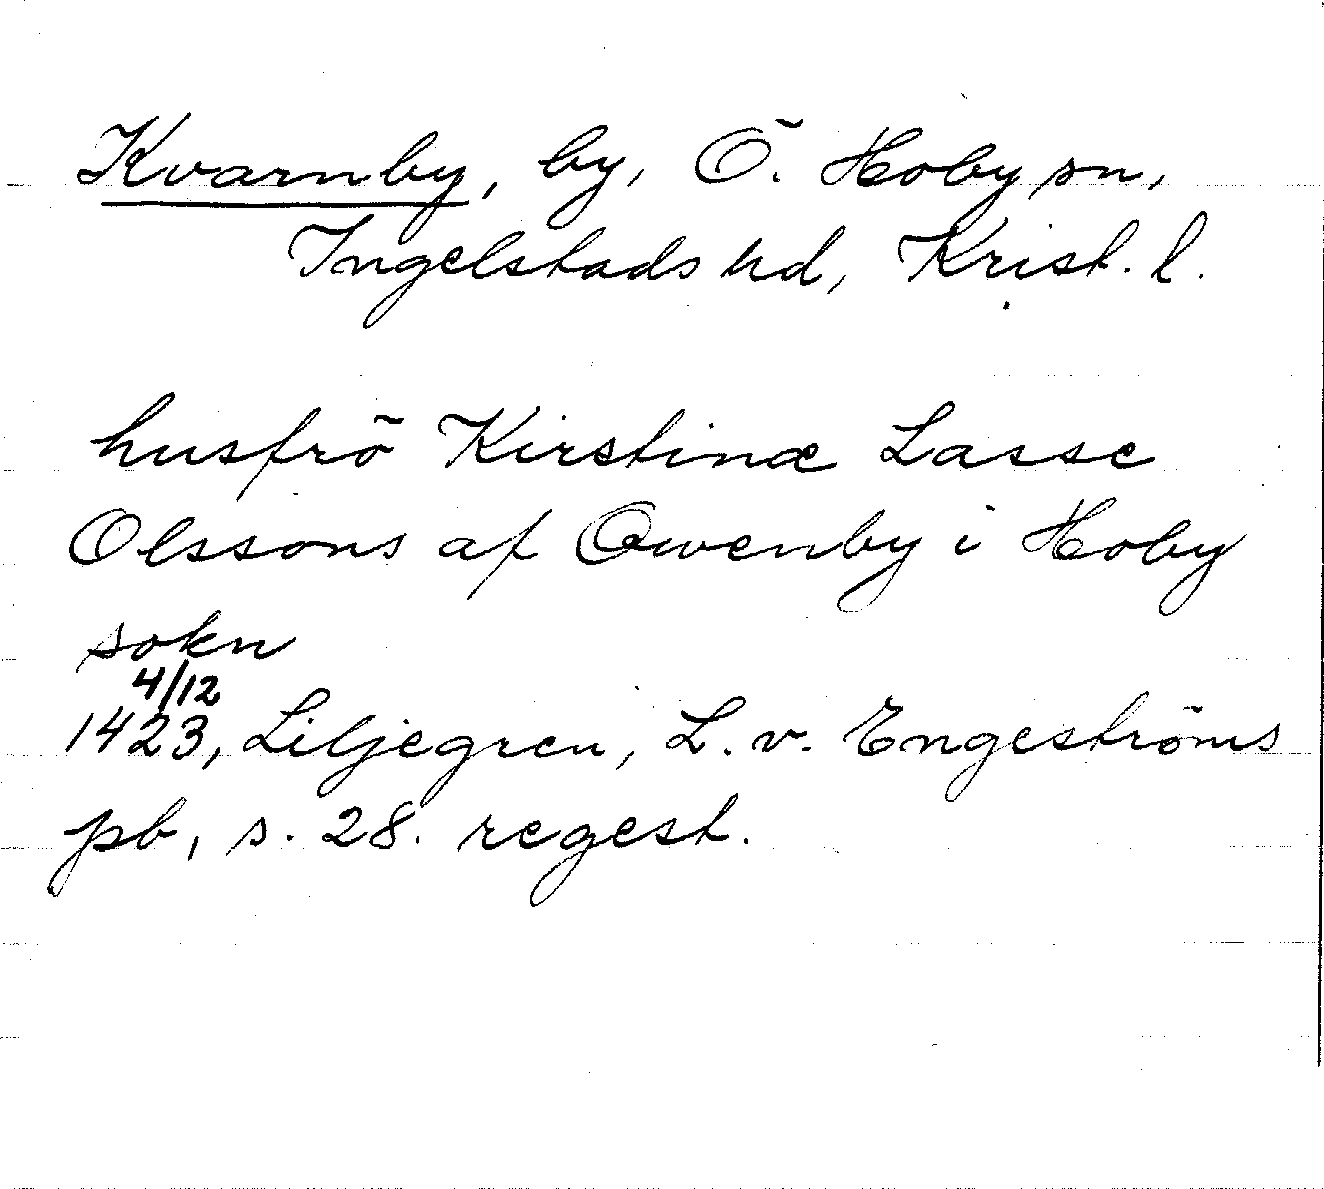 Kvarnby, by, Ö. Hoby sn,
Ingelstads hd, Krist. l.
husfrö Kirstinæ Lasse
Olssons af Qwenby i Hoby
sokn
4/12
1423, Liljegren, L. v. Engeströms
pb, s. 28. regest.